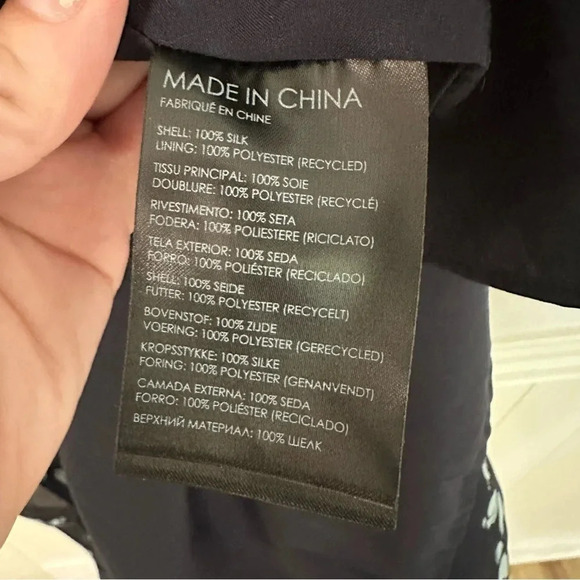 MADE IN CHINA
FABRIQUÉ EN CHINE
SHELL: 100% SILK
LINING: 100% POLYESTER (RECYCLED)
TISSU PRINCIPAL: 100% SOIE
DOUBLURE: 100% POLYESTER (RECYCLÉ)
RIVESTIMENTO: 100% SETA
FODERA: 100% POLIESTERE (RICICLATO)
TELA EXTERIOR: 100% SEDA
FORRO: 100% POLIÉSTER (RECICLADO)
SHELL: 100% SEIDE
FUTTER: 100% POLYESTER (RECYCELT)
BOVENSTOF: 100% ZIJDE
VOERING: 100% POLYESTER (GERECYCLED)
KROPSSTYKKE: 100% SILKE
FORING: 100% POLYESTER (GENANVENDT)
CAMADA EXTERNA: 100% SEDA
FORRO: 100% POLIÉSTER (RECICLADO)
ВЕРХНИЙ МАТЕРИАЛ: 100% ШЕЛК